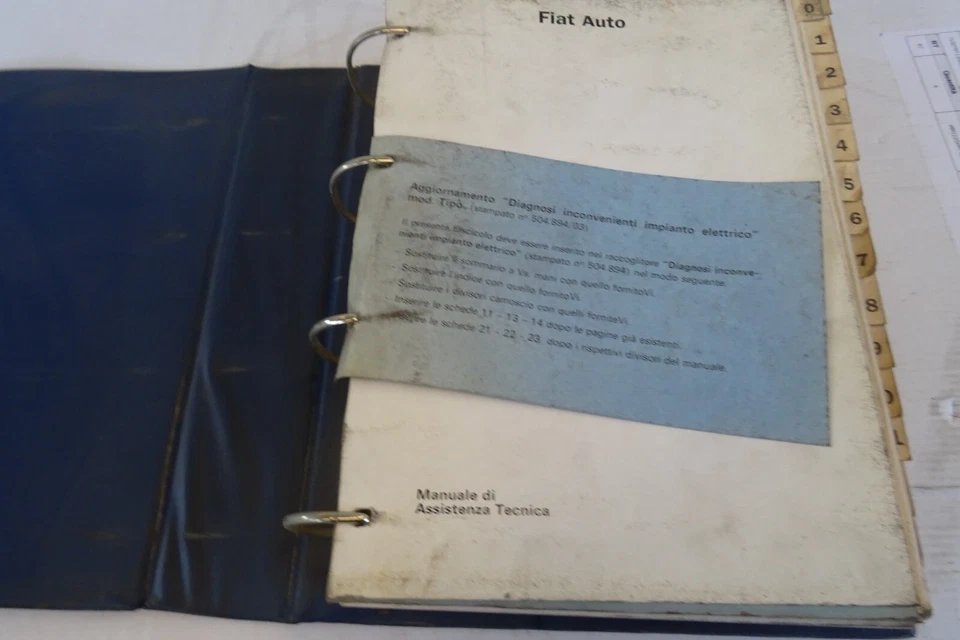 Fiat Auto
0
1
2
3
4
5
6
7
8
9
0
1
Aggiornamento "Diagnosi inconvenienti impianto elettrico"
mod. Tipo. (stampato n° 504.894/03)
Il presente fascicolo deve essere inserito nel raccoglitore "Diagnosi inconve-
nienti impianto elettrico" (stampato n° 504.894) nel modo seguente:
Sostituire il sommario a Vs. mani con quello fornitoVi.
Sostituire l'indice con quello fornitoVi.
Sostituire i divisori camoscio con quelli fornitiVi.
Inserire le schede 11 - 13 - 14 dopo le pagine già esistenti.
le schede 21 - 22 - 23 dopo i rispettivi divisori del manuale.
Manuale di
Assistenza Tecnica